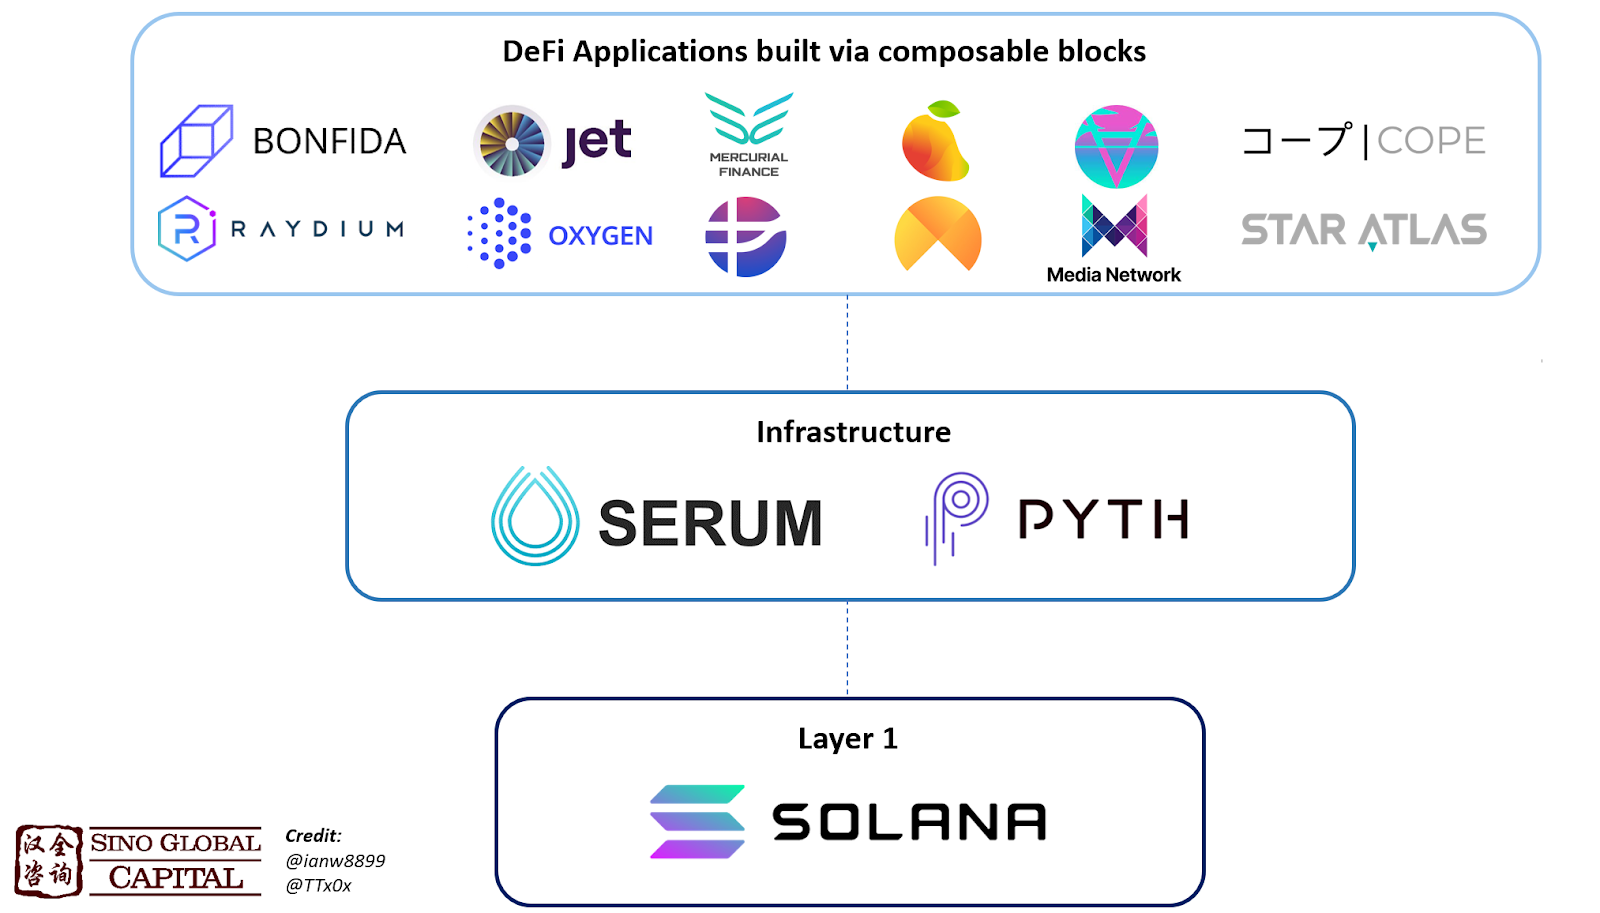 DeFi Applications built via composable blocks
BONFIDA
jet
MERCURIAL
FINANCE
コープ | COPE
RAYDIUM
OXYGEN
Media Network
STAR ATLAS
Infrastructure
SERUM
PYTH
Layer 1
SOLANA
汉全
咨询
SINO GLOBAL
CAPITAL
Credit:
@ianw8899
@TTx0x